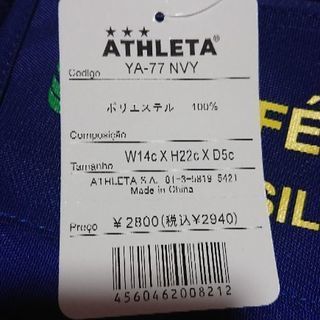 ATHLETA®
Código YA-77 NVY
ポリエステル 100%
Composição
Tamanho W14c X H22c X D5c
ATHLETA S.A. 81-3-5819-5421
Made in China
Preço ￥2800(税込￥2940)
4560462008212
FÉ
SIL